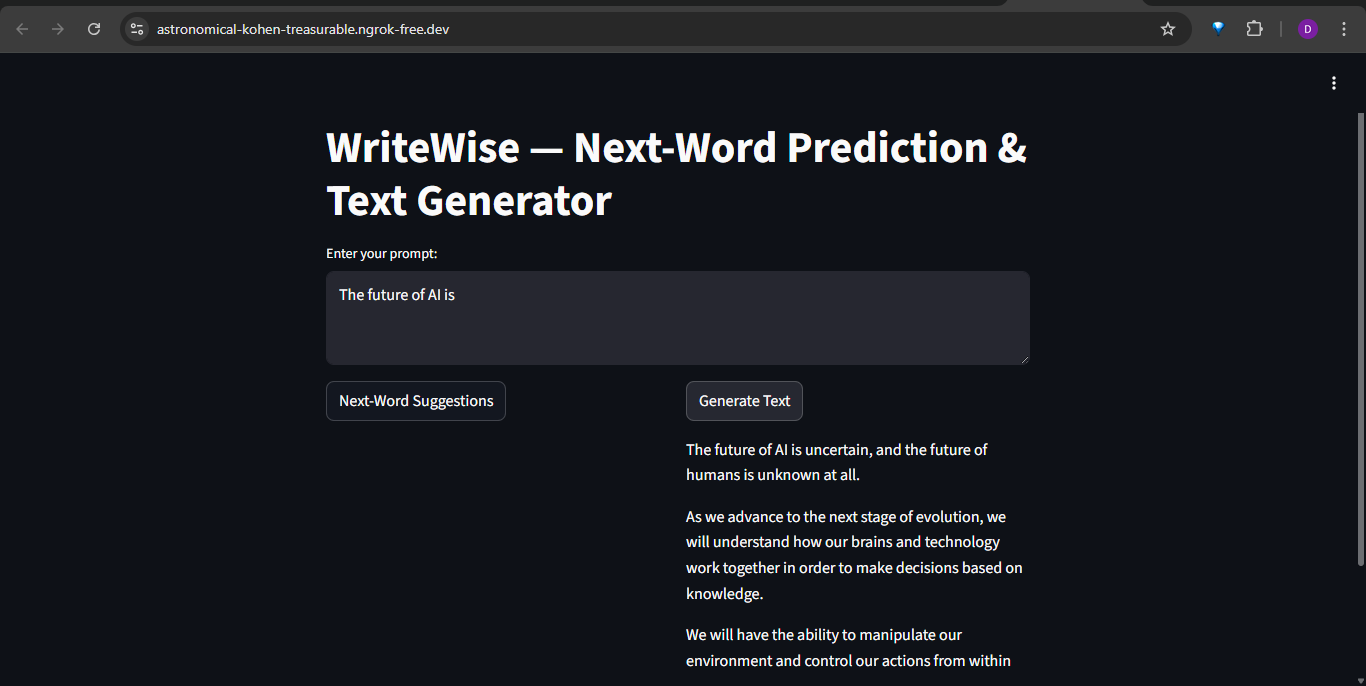 astronomical-kohen-treasurable.ngrok-free.dev
D
WriteWise — Next-Word Prediction &
Text Generator
Enter your prompt:
The future of AI is
Next-Word Suggestions
Generate Text
The future of AI is uncertain, and the future of
humans is unknown at all.
As we advance to the next stage of evolution, we
will understand how our brains and technology
work together in order to make decisions based on
knowledge.
We will have the ability to manipulate our
environment and control our actions from within